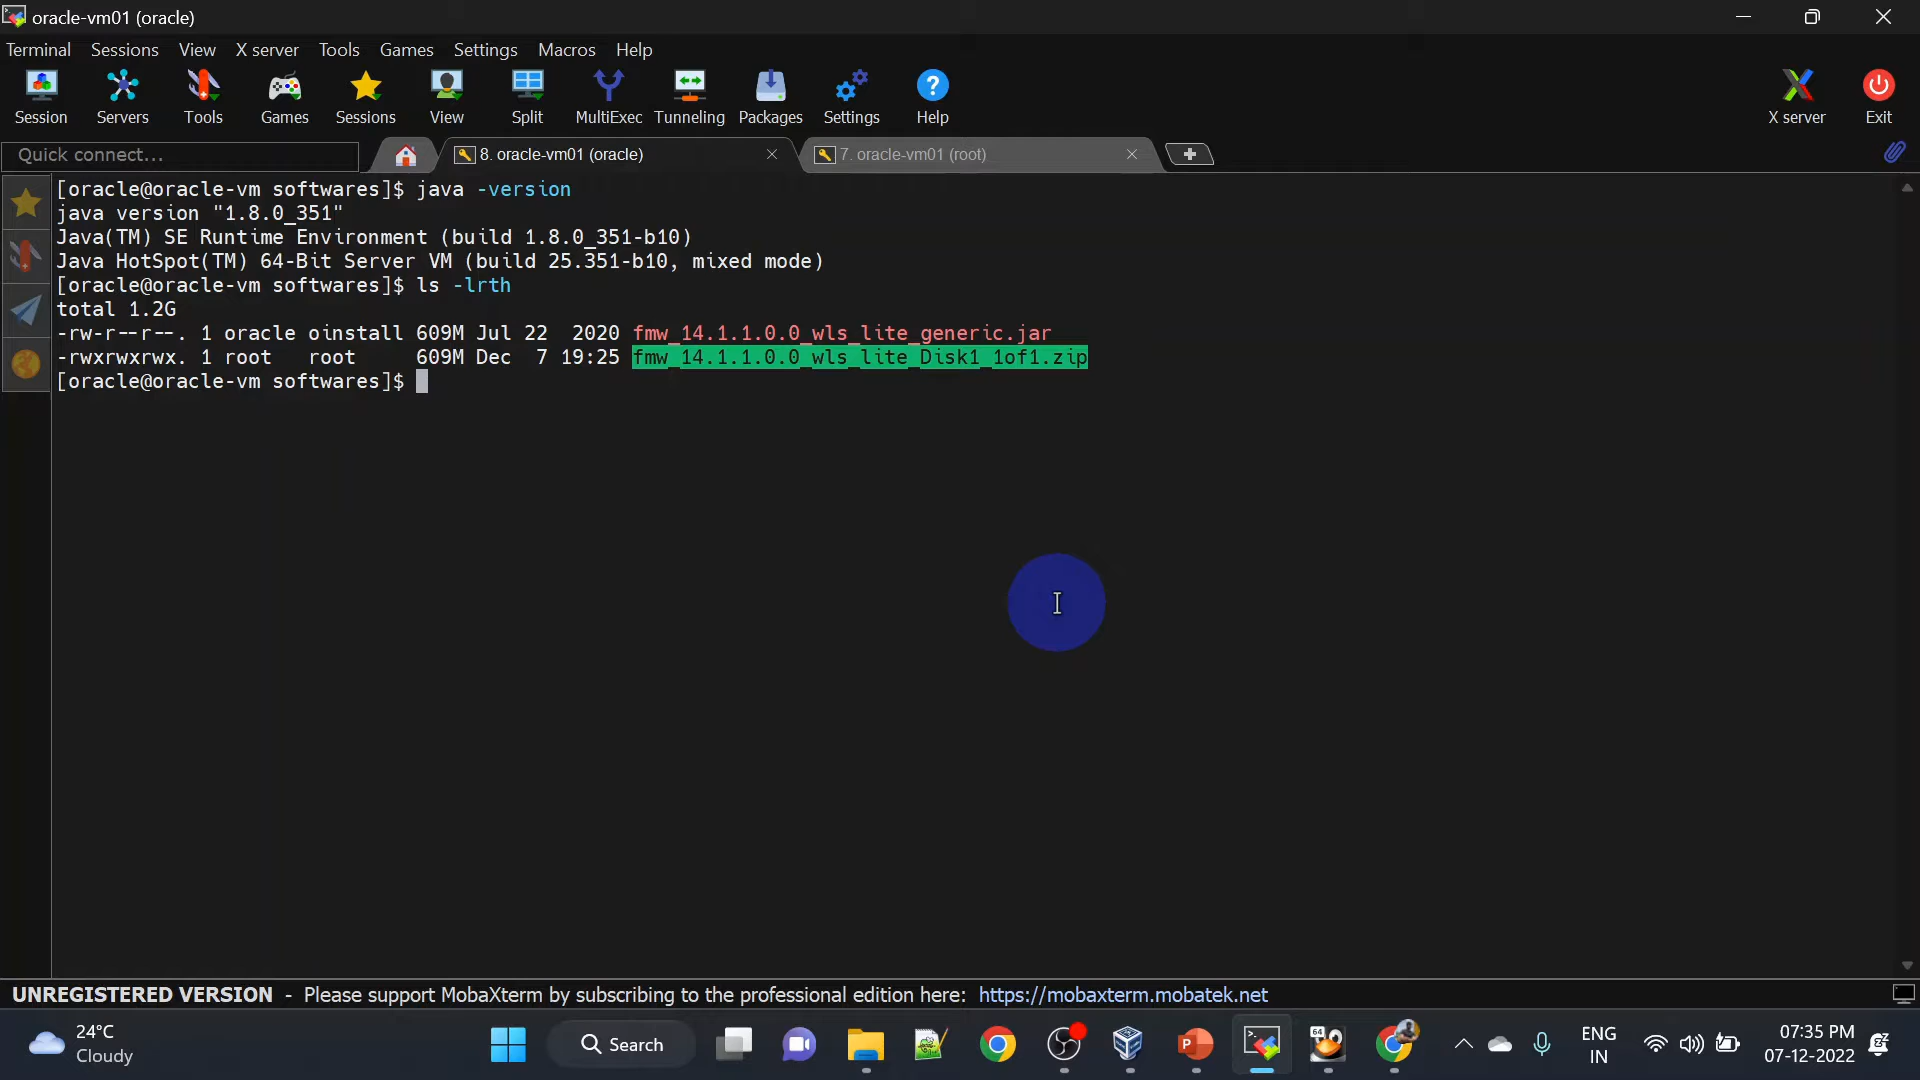 oracle-vm01 (oracle)
Terminal Sessions View X server Tools Games Settings Macros Help
Session Servers Tools Games Sessions View Split MultiExec Tunneling Packages Settings Help X server Exit
Quick connect... 8. oracle-vm01 (oracle) 7. oracle-vm01 (root)
[oracle@oracle-vm softwares]$ java -version
java version "1.8.0_351"
Java(TM) SE Runtime Environment (build 1.8.0_351-b10)
Java HotSpot(TM) 64-Bit Server VM (build 25.351-b10, mixed mode)
[oracle@oracle-vm softwares]$ ls -lrth
total 1.2G
-rw-r--r--. 1 oracle oinstall 609M Jul 22  2020 fmw_14.1.1.0.0_wls_lite_generic.jar
-rwxrwxrwx. 1 root   root     609M Dec  7 19:25 fmw_14.1.1.0.0_wls_lite_Disk1_1of1.zip
[oracle@oracle-vm softwares]$
UNREGISTERED VERSION - Please support MobaXterm by subscribing to the professional edition here: https://mobaxterm.mobatek.net
24°C
Cloudy
Search
64
ENG
IN
07:35 PM
07-12-2022